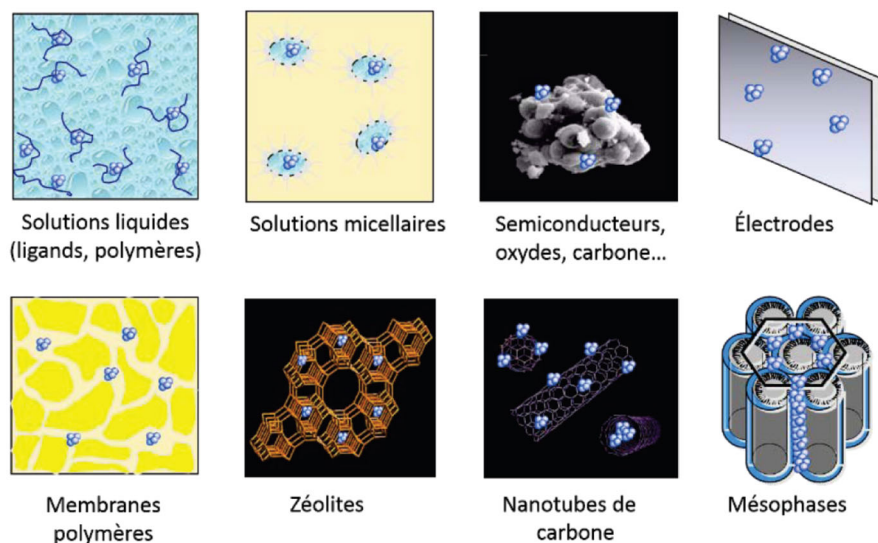 Solutions liquides
(ligands, polymères)
Solutions micellaires
Semiconducteurs,
oxydes, carbone...
Électrodes
Membranes
polymères
Zéolites
Nanotubes de
carbone
Mésophases